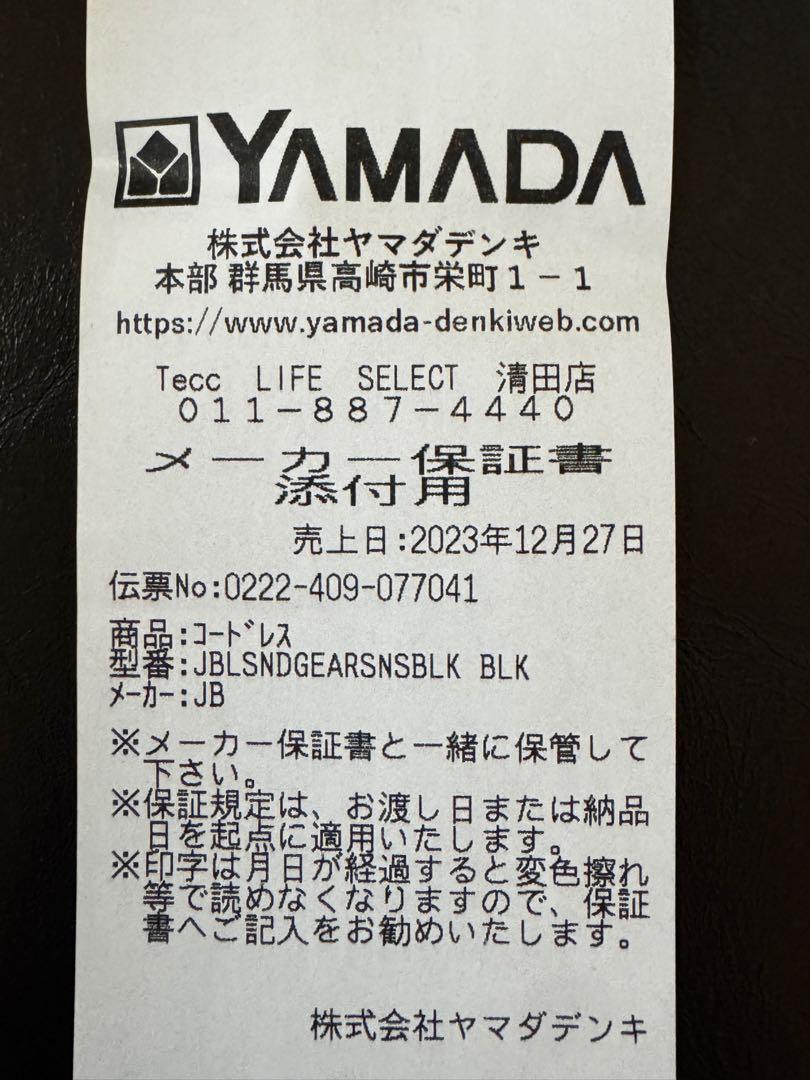 YAMADA
株式会社ヤマダデンキ
本部 群馬県高崎市栄町1-1
https://www.yamada-denkiweb.com
Tecc LIFE SELECT 清田店
011-887-4440
メーカー保証書
添付用
売上日:2023年12月27日
伝票No:0222-409-077041
商品:コードレス
型番:JBLSNDGEARSNSBLK BLK
メーカー:JB
※メーカー保証書と一緒に保管して
下さい。
※保証規定は、お渡し日または納品
日を起点に適用いたします。
※印字は月日が経過すると変色擦れ
等で読めなくなりますので、保証
書へご記入をお勧めいたします。
株式会社ヤマダデンキ